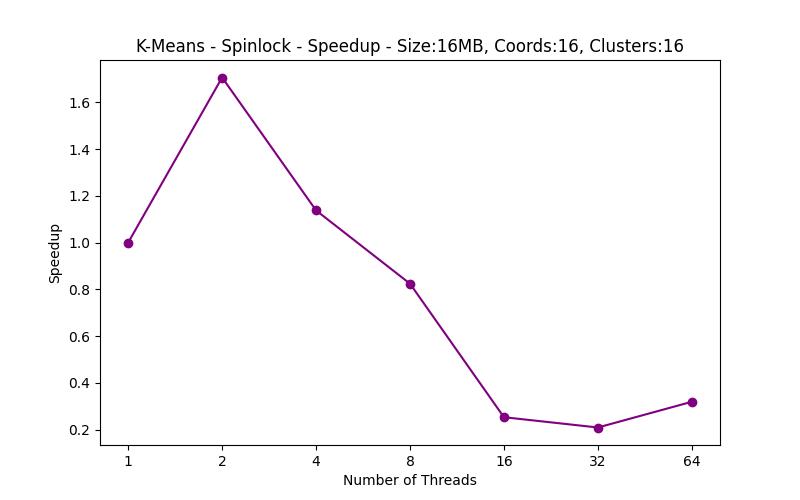 K-Means - Spinlock - Speedup - Size:16MB, Coords:16, Clusters:16
1.6
1.4
1.2
1.0
0.8
0.6
0.4
0.2
Speedup
1 2 4 8 16 32 64
Number of Threads